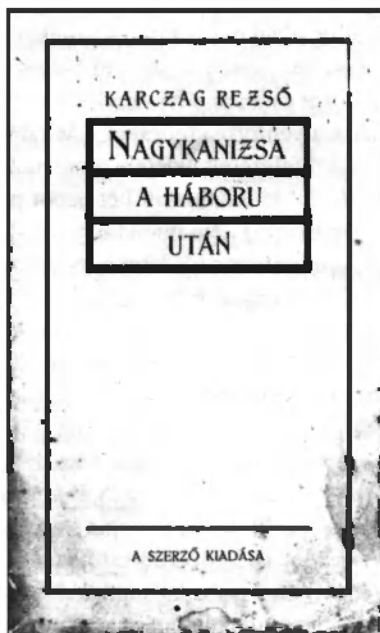 KARCZAG REZSŐ
NAGYKANIZSA
A HÁBORU
UTÁN
A SZERZŐ KIADÁSA